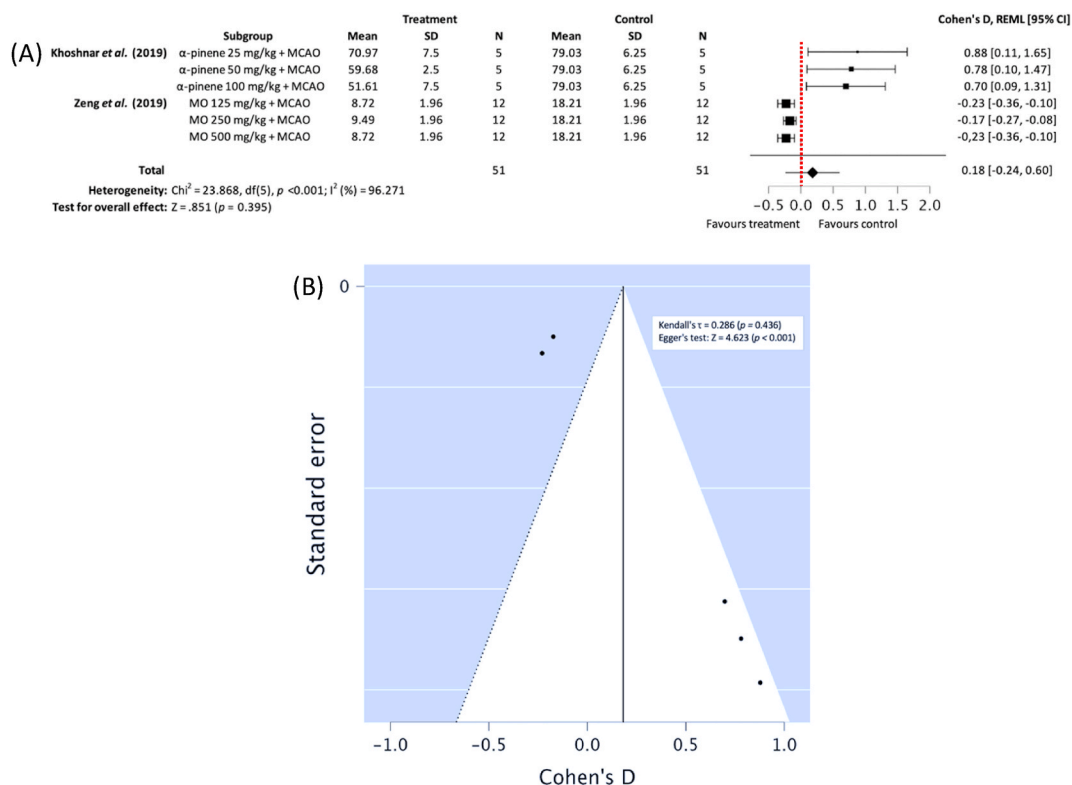 Treatment Control Cohen's D, REML [95% CI]
Subgroup Mean SD N Mean SD N
(A) Khoshnar et al. (2019) α-pinene 25 mg/kg + MCAO 70.97 7.5 5 79.03 6.25 5 0.88 [0.11, 1.65]
α-pinene 50 mg/kg + MCAO 59.68 2.5 5 79.03 6.25 5 0.78 [0.10, 1.47]
α-pinene 100 mg/kg + MCAO 51.61 7.5 5 79.03 6.25 5 0.70 [0.09, 1.31]
Zeng et al. (2019) MO 125 mg/kg + MCAO 8.72 1.96 12 18.21 1.96 12 -0.23 [-0.36, -0.10]
MO 250 mg/kg + MCAO 9.49 1.96 12 18.21 1.96 12 -0.17 [-0.27, -0.08]
MO 500 mg/kg + MCAO 8.72 1.96 12 18.21 1.96 12 -0,23 [-0.36, -0.10]
Total 51 51 0.18 [-0.24, 0.60]
Heterogeneity: Chi² = 23.868, df(5), p <0.001; I² (%) = 96.271
Test for overall effect: Z = .851 (p = 0.395)
−0.5 0.0 0.5 1.0 1.5 2.0
Favours treatment Favours control
(B) 0
Kendall's τ = 0.286 (p = 0.436)
Egger's test: Z = 4.623 (p < 0.001)
Standard error
−1.0 −0.5 0.0 0.5 1.0
Cohen's D